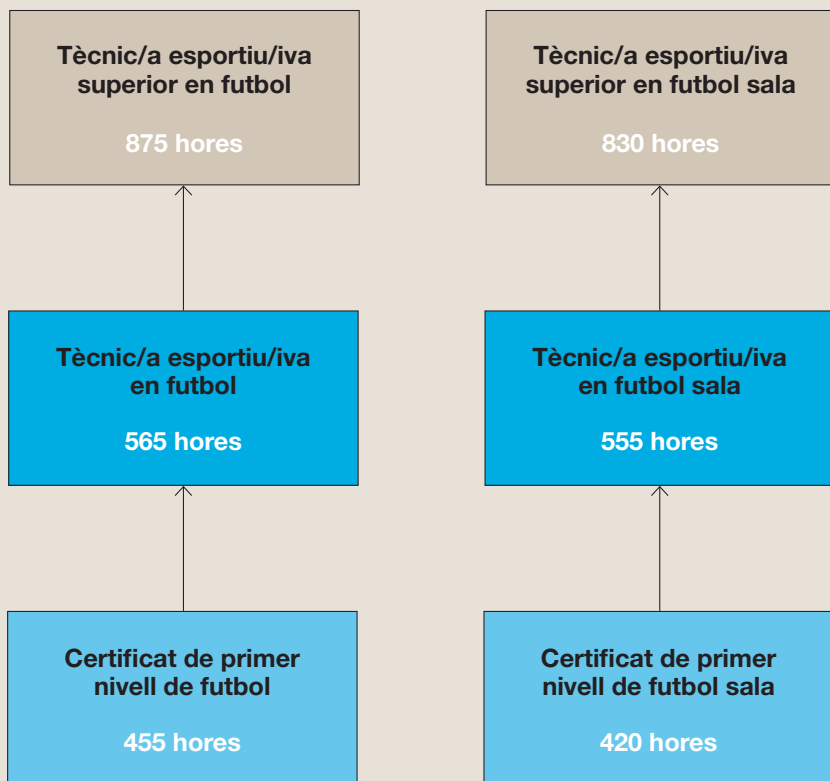 Tècnic/a esportiu/iva
superior en futbol
875 hores
Tècnic/a esportiu/iva
superior en futbol sala
830 hores
Tècnic/a esportiu/iva
en futbol
565 hores
Tècnic/a esportiu/iva
en futbol sala
555 hores
Certificat de primer
nivell de futbol
455 hores
Certificat de primer
nivell de futbol sala
420 hores